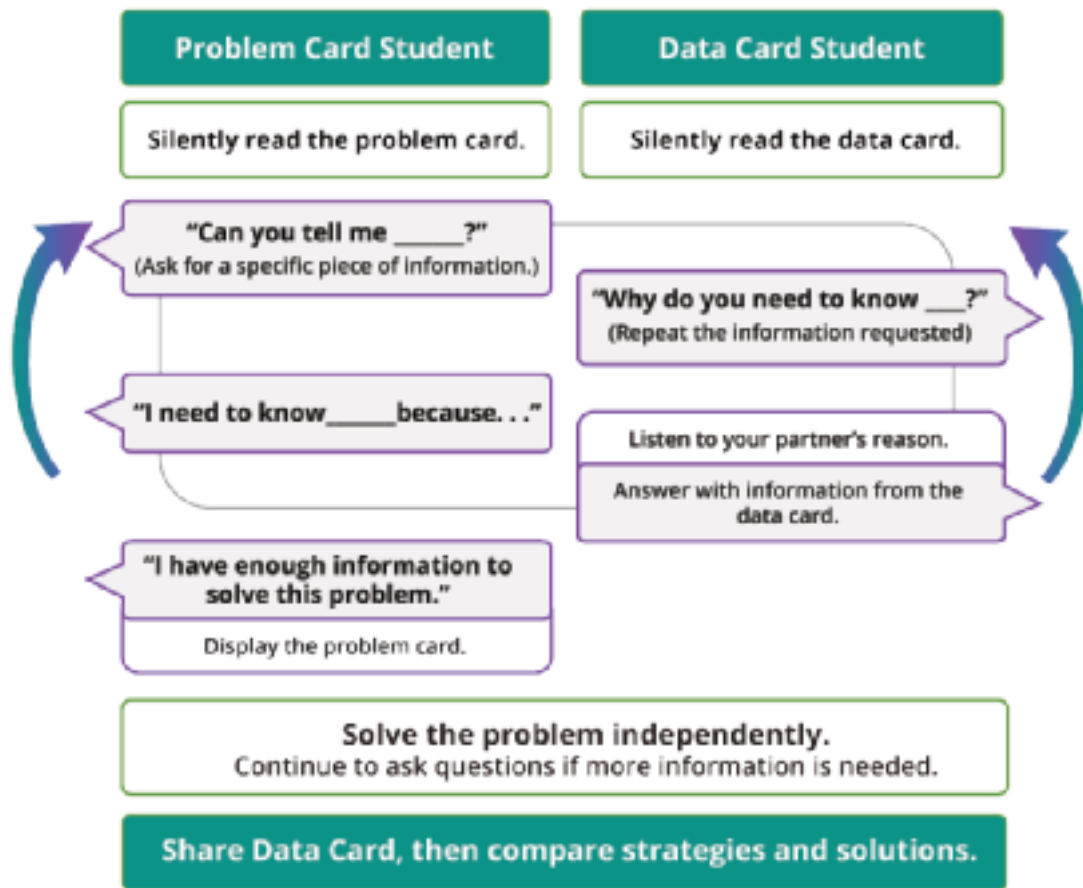 Problem Card Student
Data Card Student
Silently read the problem card.
Silently read the data card.
“Can you tell me ______?”
(Ask for a specific piece of information.)
“Why do you need to know ___?”
(Repeat the information requested)
“I need to know______because. . .”
Listen to your partner’s reason.
Answer with information from the
data card.
“I have enough information to
solve this problem.”
Display the problem card.
Solve the problem independently.
Continue to ask questions if more information is needed.
Share Data Card, then compare strategies and solutions.